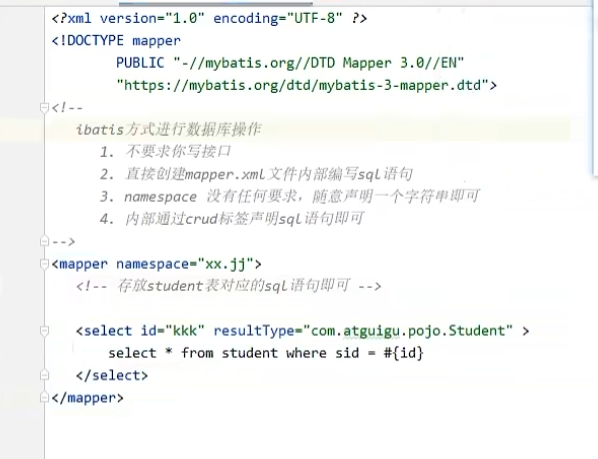 <?xml version="1.0" encoding="UTF-8" ?>
<!DOCTYPE mapper
PUBLIC "-//mybatis.org//DTD Mapper 3.0//EN"
"https://mybatis.org/dtd/mybatis-3-mapper.dtd">
<!--
ibatis方式进行数据库操作
1. 不要求你写接口
2. 直接创建mapper.xml文件内部编写sql语句
3. namespace 没有任何要求，随意声明一个字符串即可
4. 内部通过crud标签声明sql语句即可
-->
<mapper namespace="xx.jj">
<!-- 存放student表对应的sql语句即可 -->
<select id="kkk" resultType="com.atguigu.pojo.Student" >
select * from student where sid = #{id}
</select>
</mapper>